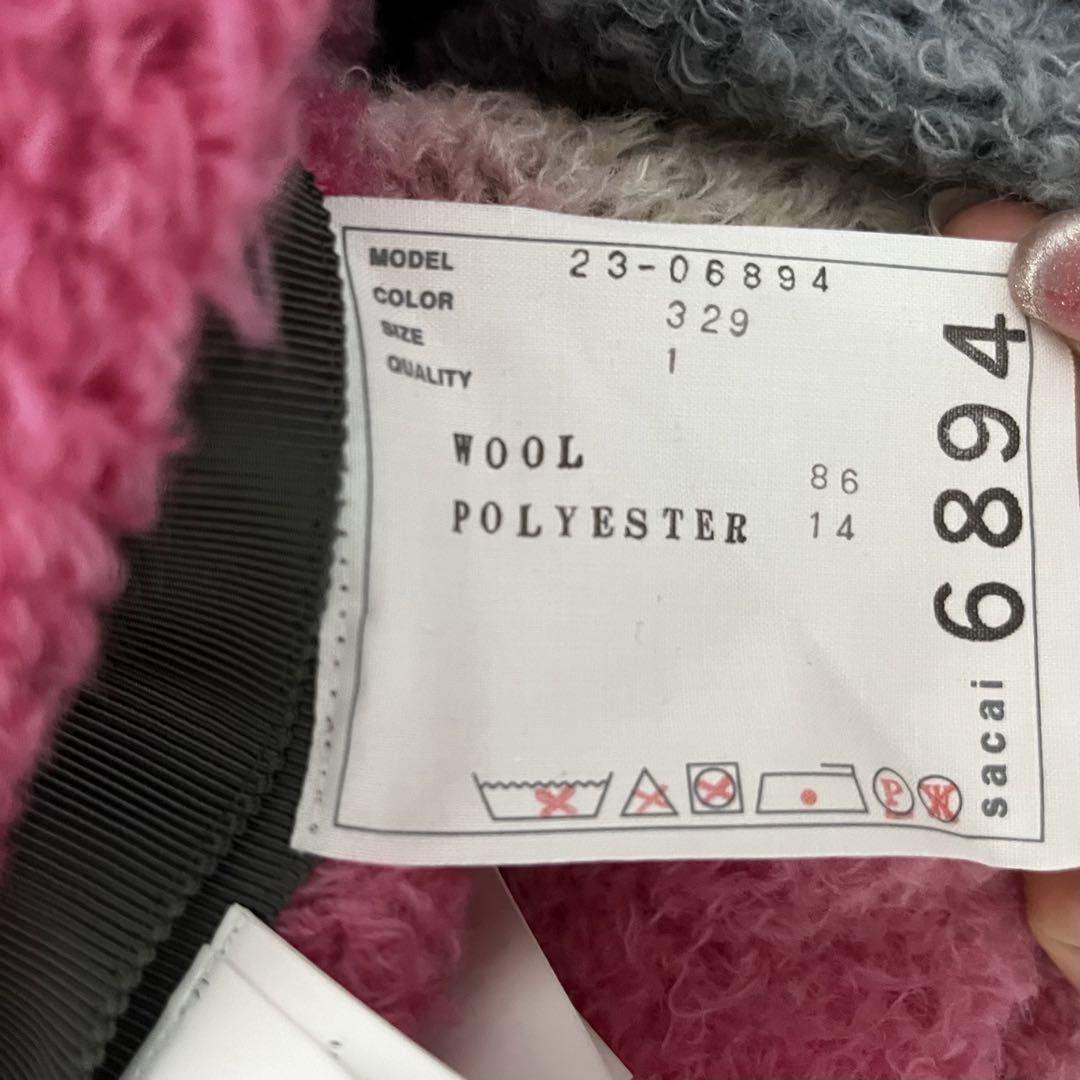 MODEL 23-06894
COLOR 329
SIZE 1
QUALITY
WOOL 86
POLYESTER 14
P W
sacai 6894